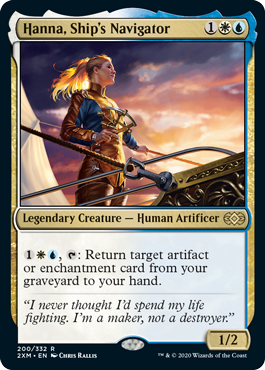 Hanna, Ship's Navigator 1
Legendary Creature — Human Artificer
1, : Return target artifact
or enchantment card from your
graveyard to your hand.
"I never thought I'd spend my life
fighting. I'm a maker, not a destroyer."
1/2
200/332 R
2XM • EN Chris Rallis
™ & © 2020 Wizards of the Coast